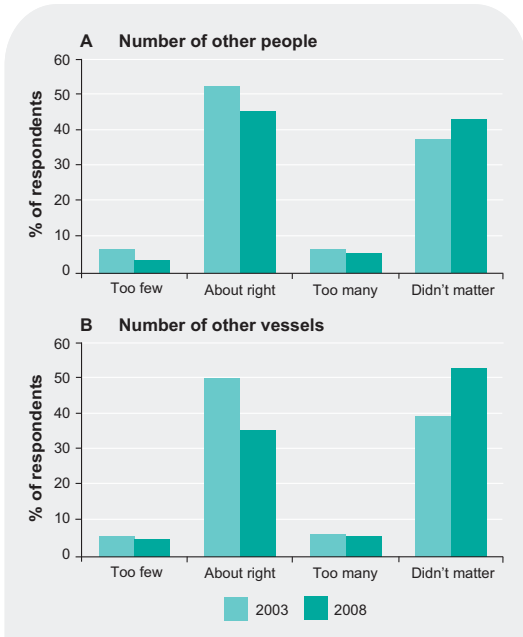 A Number of other people
% of respondents
60
50
40
30
20
10
0
Too few About right Too many Didn't matter
B Number of other vessels
% of respondents
60
50
40
30
20
10
0
Too few About right Too many Didn't matter
2003 2008